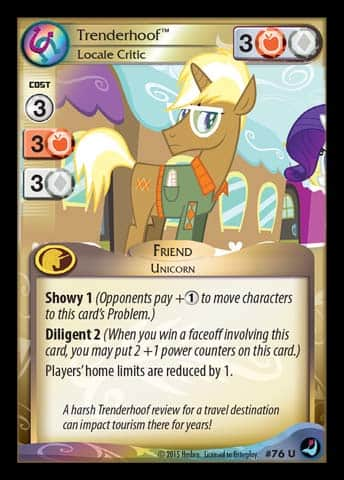 Trenderhoof™
Locale Critic
3
COST
3
3
3
FRIEND
UNICORN
Showy 1 (Opponents pay +1 to move characters
to this card's Problem.)
Diligent 2 (When you win a faceoff involving this
card, you may put 2 +1 power counters on this card.)
Players' home limits are reduced by 1.
A harsh Trenderhoof review for a travel destination
can impact tourism there for years!
© 2015 Hasbro. Licensed to Enterplay. #76 U